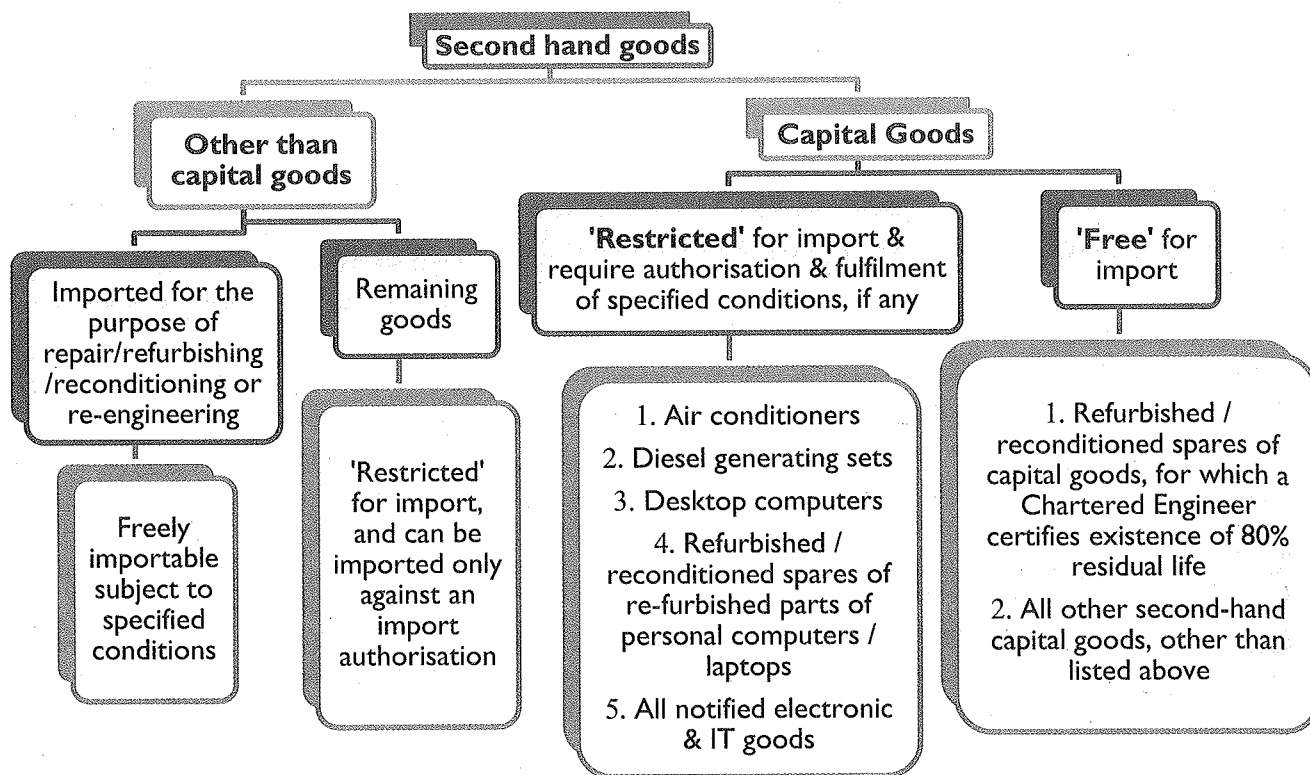 Second hand goods
Other than
capital goods
Imported for the
purpose of
repair/refurbishing
/reconditioning or
re-engineering
Freely
importable
subject to
specified
conditions
Remaining
goods
'Restricted'
for import,
and can be
imported only
against an
import
authorisation
Capital Goods
'Restricted' for import &
require authorisation & fulfilment
of specified conditions, if any
1. Air conditioners
2. Diesel generating sets
3. Desktop computers
4. Refurbished /
reconditioned spares of
re-furbished parts of
personal computers /
laptops
5. All notified electronic
& IT goods
'Free' for
import
1. Refurbished /
reconditioned spares of
capital goods, for which a
Chartered Engineer
certifies existence of 80%
residual life
2. All other second-hand
capital goods, other than
listed above